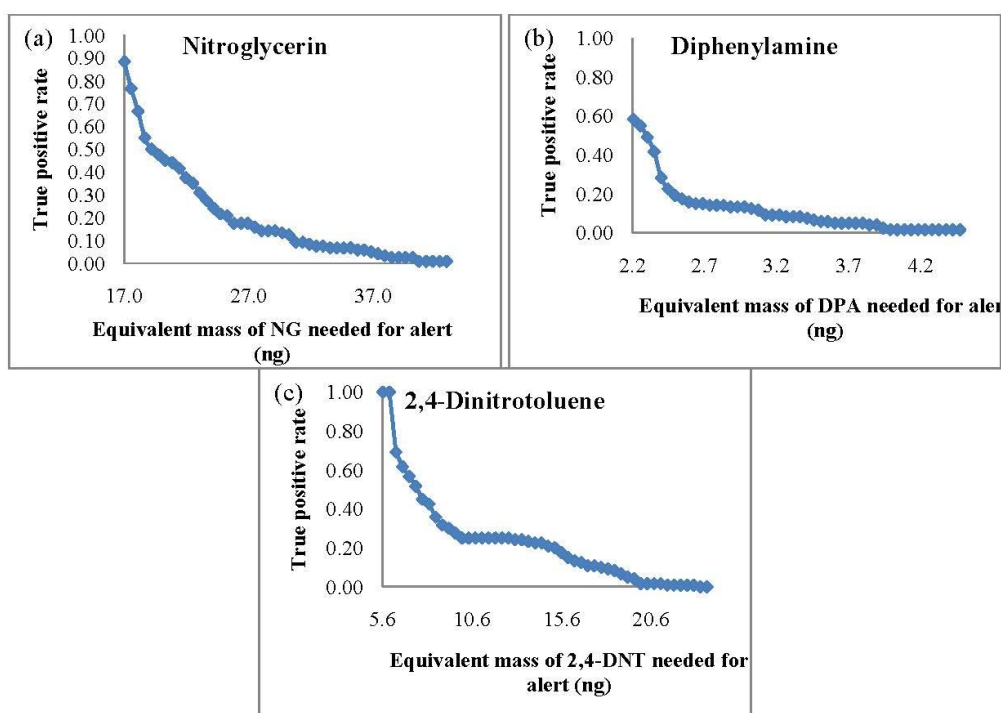 (a)
Nitroglycerin
True positive rate
1.00
0.90
0.80
0.70
0.60
0.50
0.40
0.30
0.20
0.10
0.00
17.0 27.0 37.0
Equivalent mass of NG needed for alert
(ng)
(b)
Diphenylamine
True positive rate
1.00
0.80
0.60
0.40
0.20
0.00
2.2 2.7 3.2 3.7 4.2
Equivalent mass of DPA needed for aler
(ng)
(c)
2,4-Dinitrotoluene
True positive rate
1.00
0.80
0.60
0.40
0.20
0.00
5.6 10.6 15.6 20.6
Equivalent mass of 2,4-DNT needed for
alert (ng)